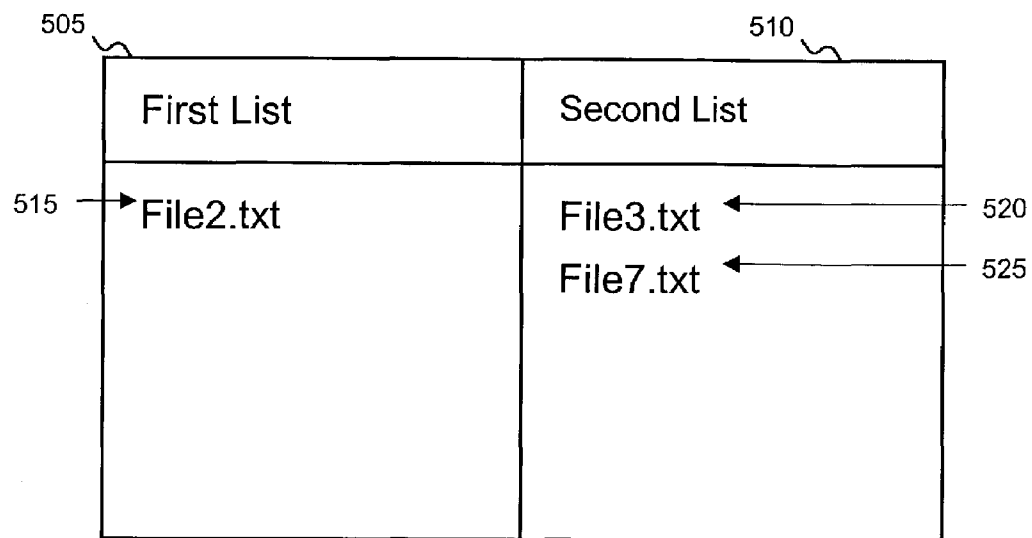 505
510
First List
Second List
515
File2.txt
File3.txt
520
File7.txt
525